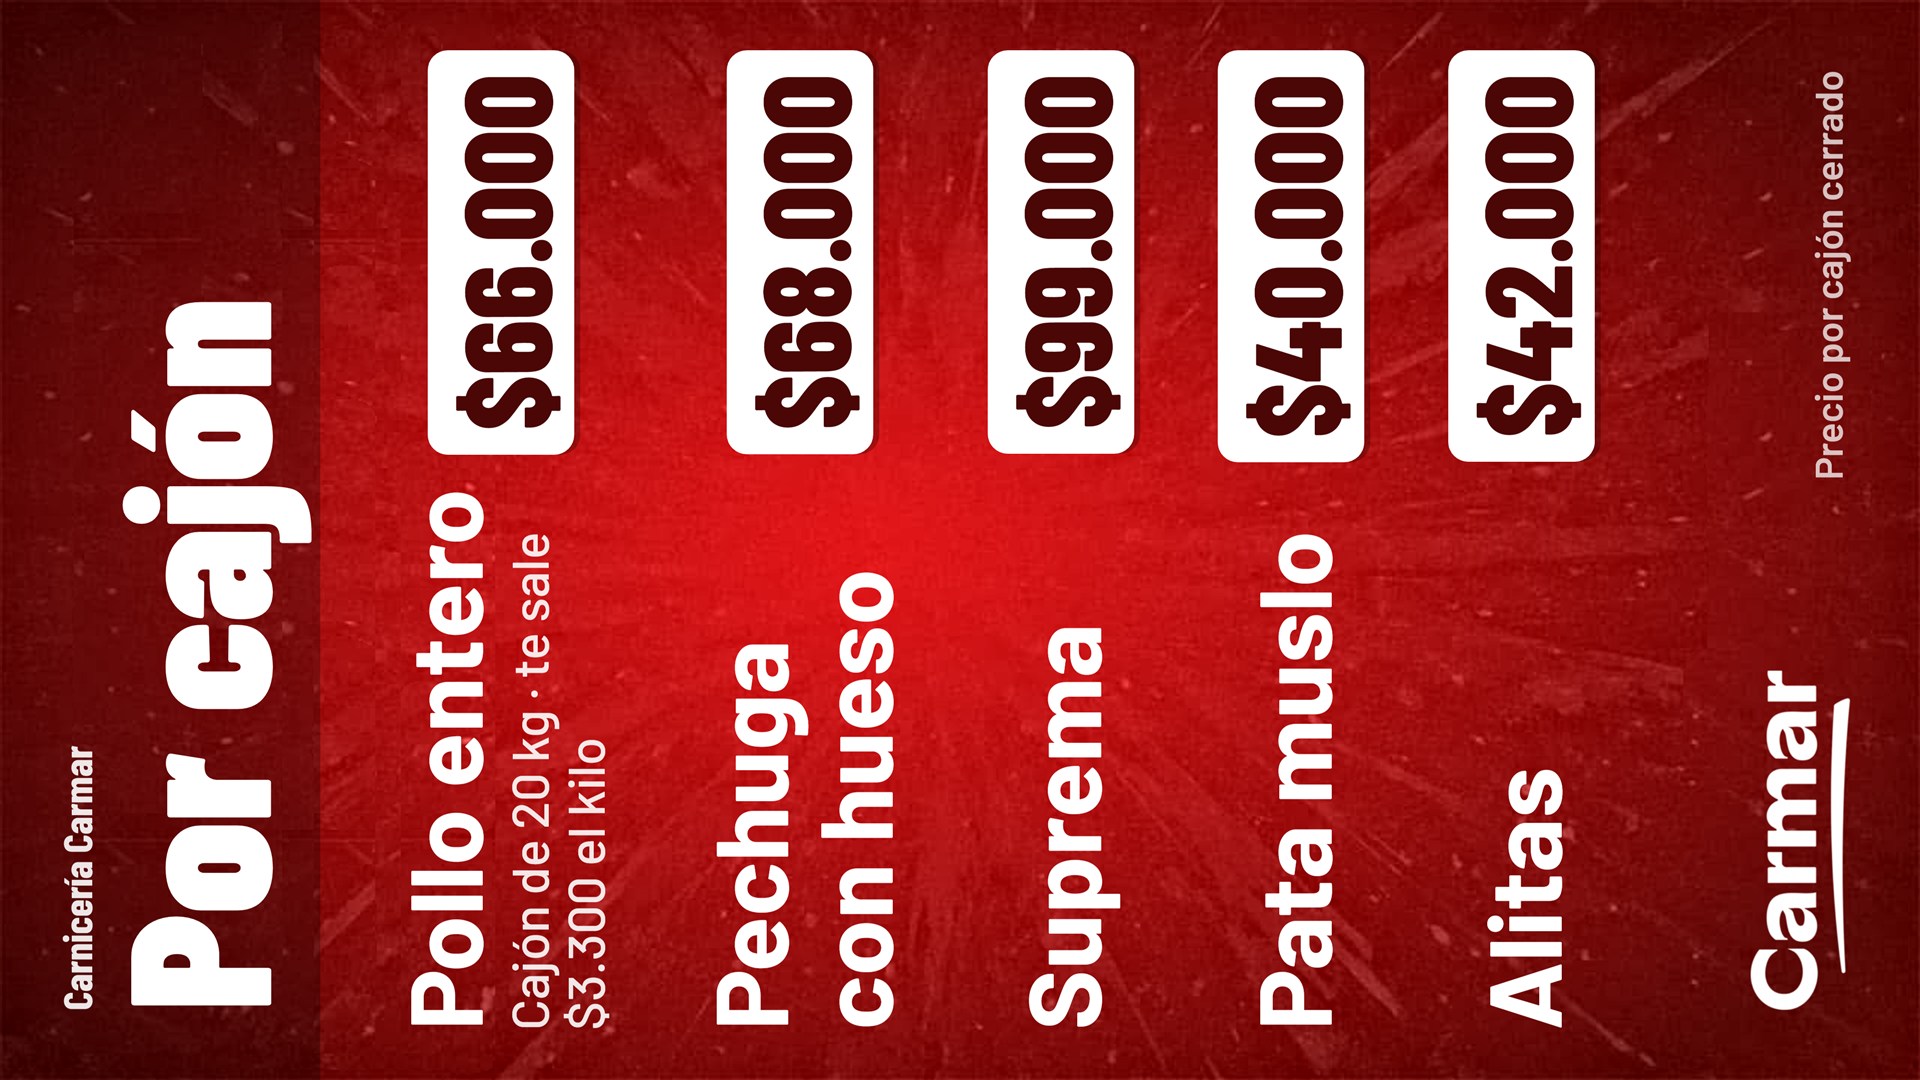 Carnicería Carmar
Por cajón
Pollo entero
Cajón de 20 kg · te sale
$3.300 el kilo
$66.000
Pechuga
con hueso
$68.000
Suprema
$99.000
Pata muslo
$40.000
Alitas
$42.000
Carmar
Precio por cajón cerrado